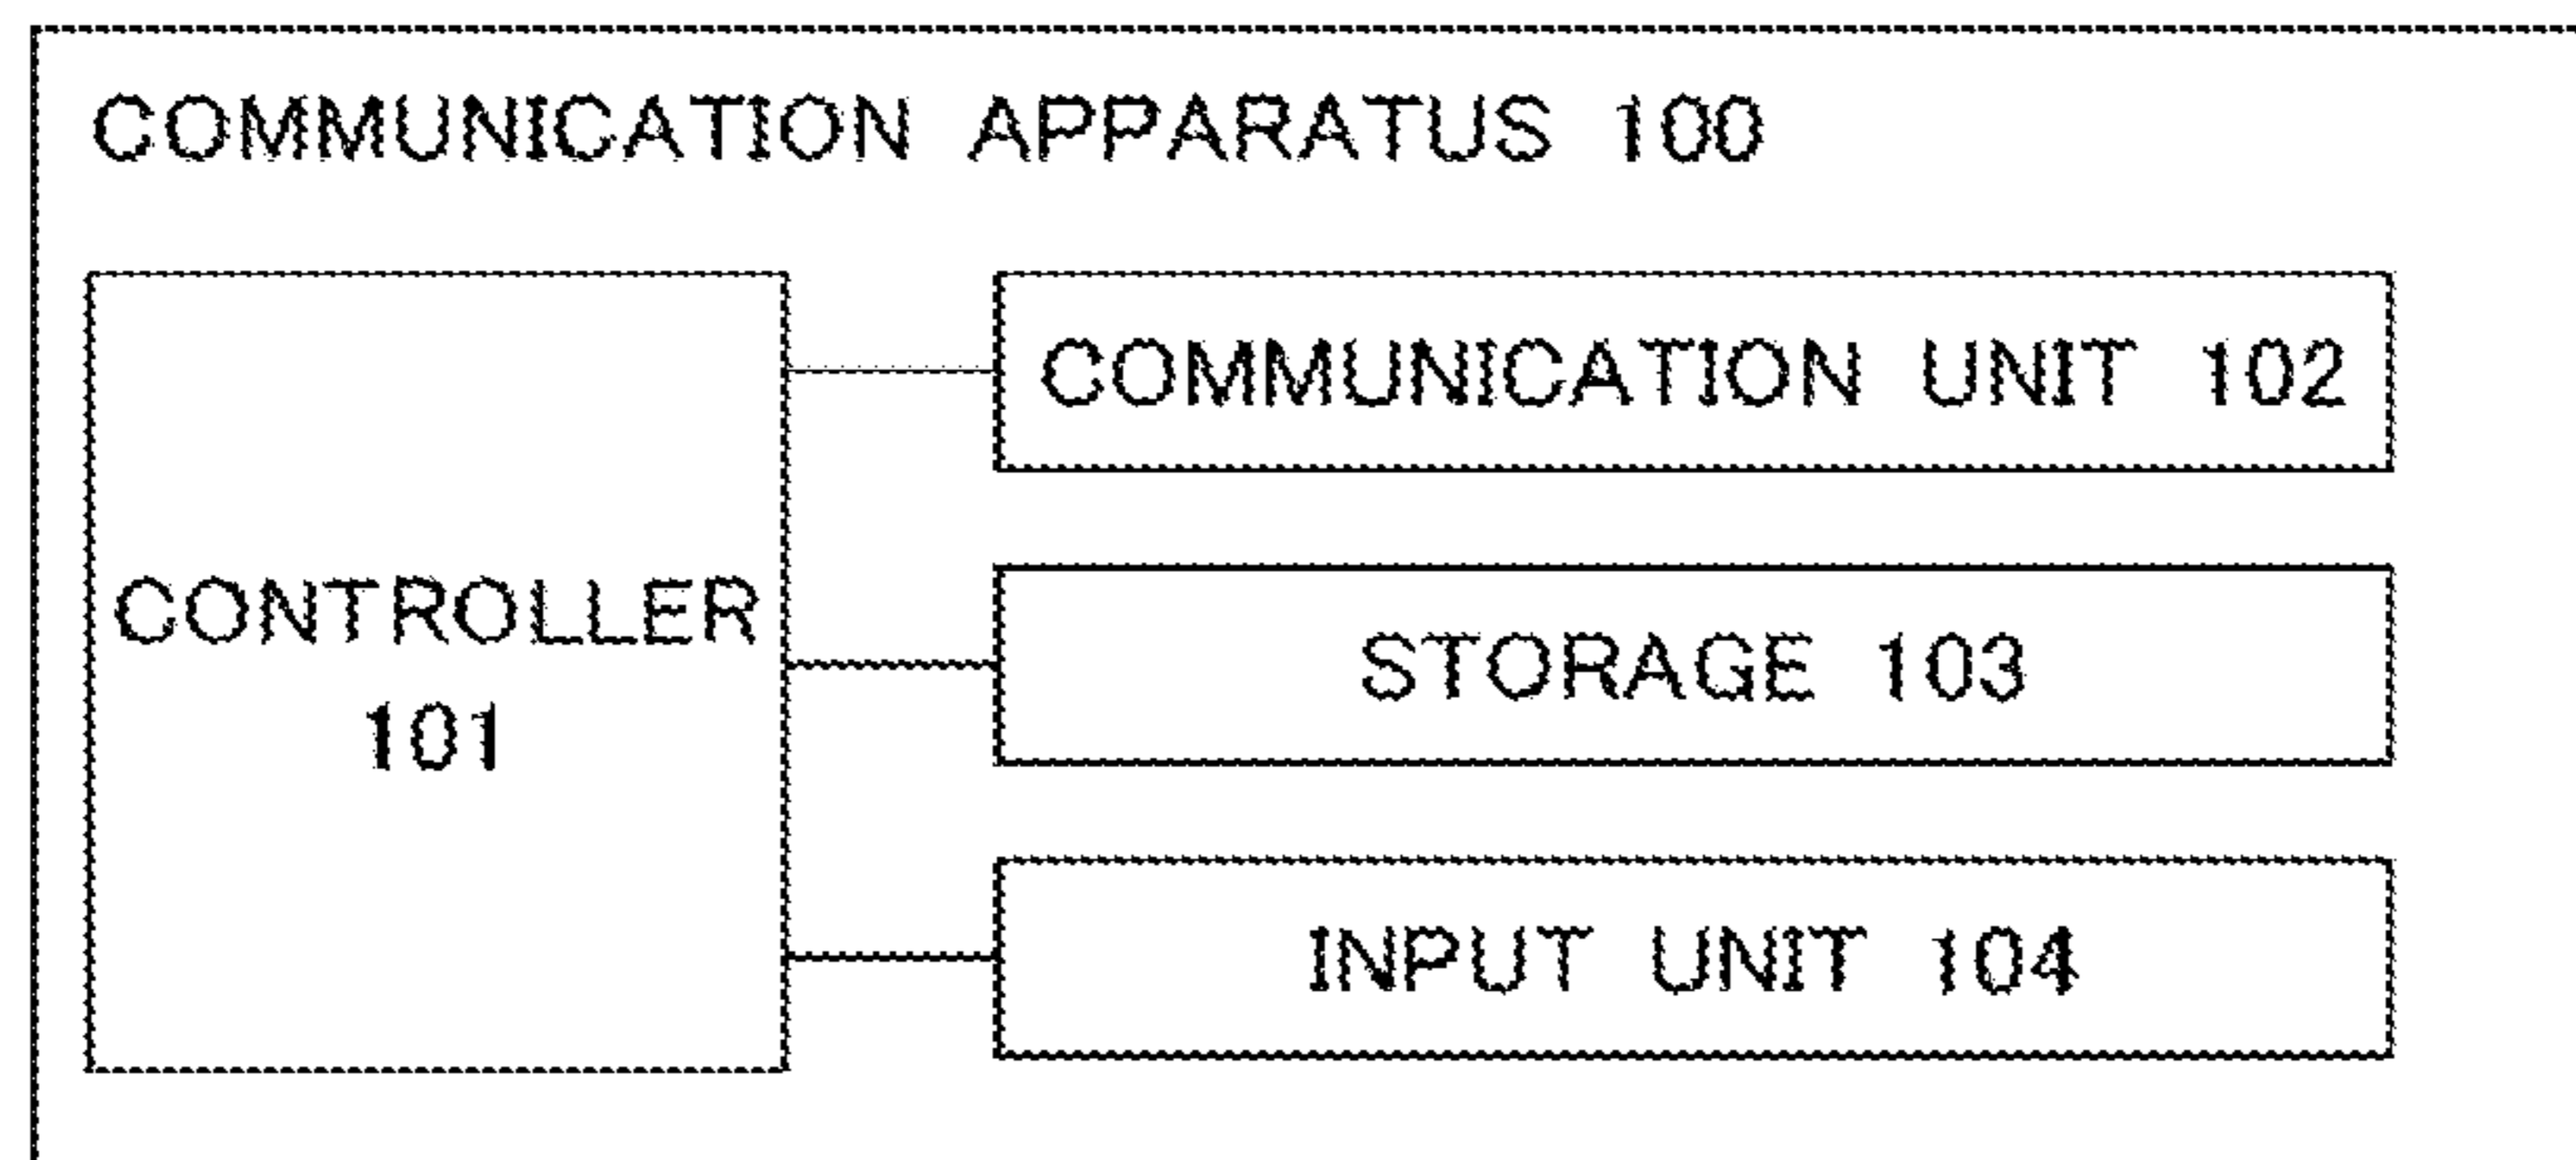 COMMUNICATION APPARATUS 100
CONTROLLER
101
COMMUNICATION UNIT 102
STORAGE 103
INPUT UNIT 104